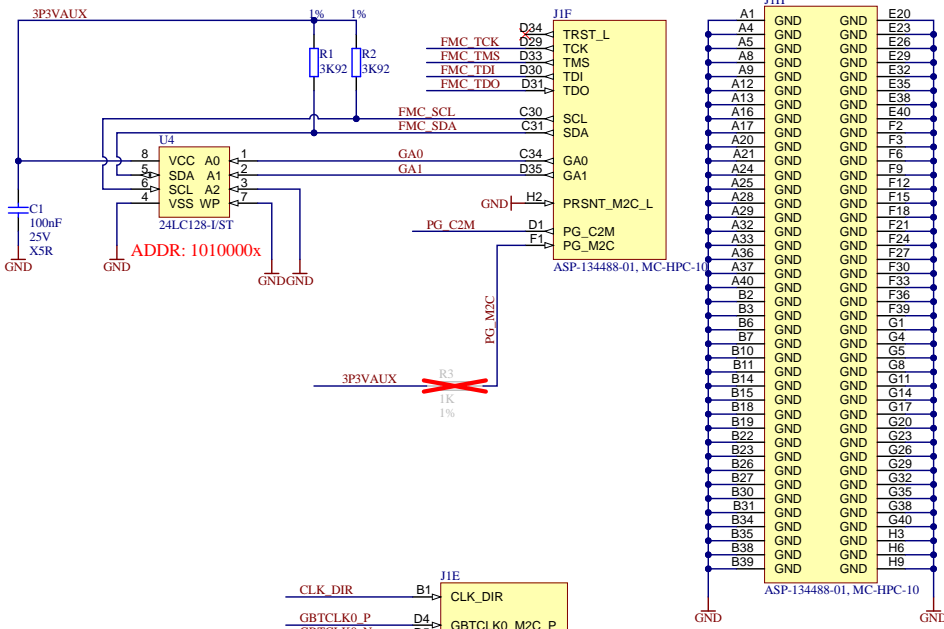 3P3VAUX
1%
1%
R1
3K92
R2
3K92
FMC_TCK
FMC_TMS
FMC_TDI
FMC_TDO
FMC_SCL
FMC_SDA
GA0
GA1
GND
PG_C2M
PG_M2C
J1F
D34
TRST_L
D29
TCK
D33
TMS
D30
TDI
D31
TDO
C30
SCL
C31
SDA
C34
GA0
D35
GA1
H2
PRSNT_M2C_L
D1
PG_C2M
F1
PG_M2C
ASP-134488-01, MC-HPC-10
U4
8 VCC A0 1
5 SDA A1 2
6 SCL A2 3
4 VSS WP 7
24LC128-I/ST
ADDR: 1010000x
C1
100nF
25V
X5R
GND
GND
GND
GND
3P3VAUX
R3
1K
1%
J1H
A1 GND GND E20
A4 GND GND E23
A5 GND GND E26
A8 GND GND E29
A9 GND GND E32
A12 GND GND E35
A13 GND GND E38
A16 GND GND E40
A17 GND GND F2
A20 GND GND F3
A21 GND GND F6
A24 GND GND F9
A25 GND GND F12
A28 GND GND F15
A29 GND GND F18
A32 GND GND F21
A33 GND GND F24
A36 GND GND F27
A37 GND GND F30
A40 GND GND F33
B2 GND GND F36
B3 GND GND F39
B6 GND GND G1
B7 GND GND G4
B10 GND GND G5
B11 GND GND G8
B14 GND GND G11
B15 GND GND G14
B18 GND GND G17
B19 GND GND G20
B22 GND GND G23
B23 GND GND G26
B26 GND GND G29
B27 GND GND G32
B30 GND GND G35
B31 GND GND G38
B34 GND GND G40
B35 GND GND H3
B38 GND GND H6
B39 GND GND H9
ASP-134488-01, MC-HPC-10
GND
GND
J1E
CLK_DIR B1 CLK_DIR
GBTCLK0_P D4 GBTCLK0_M2C_P